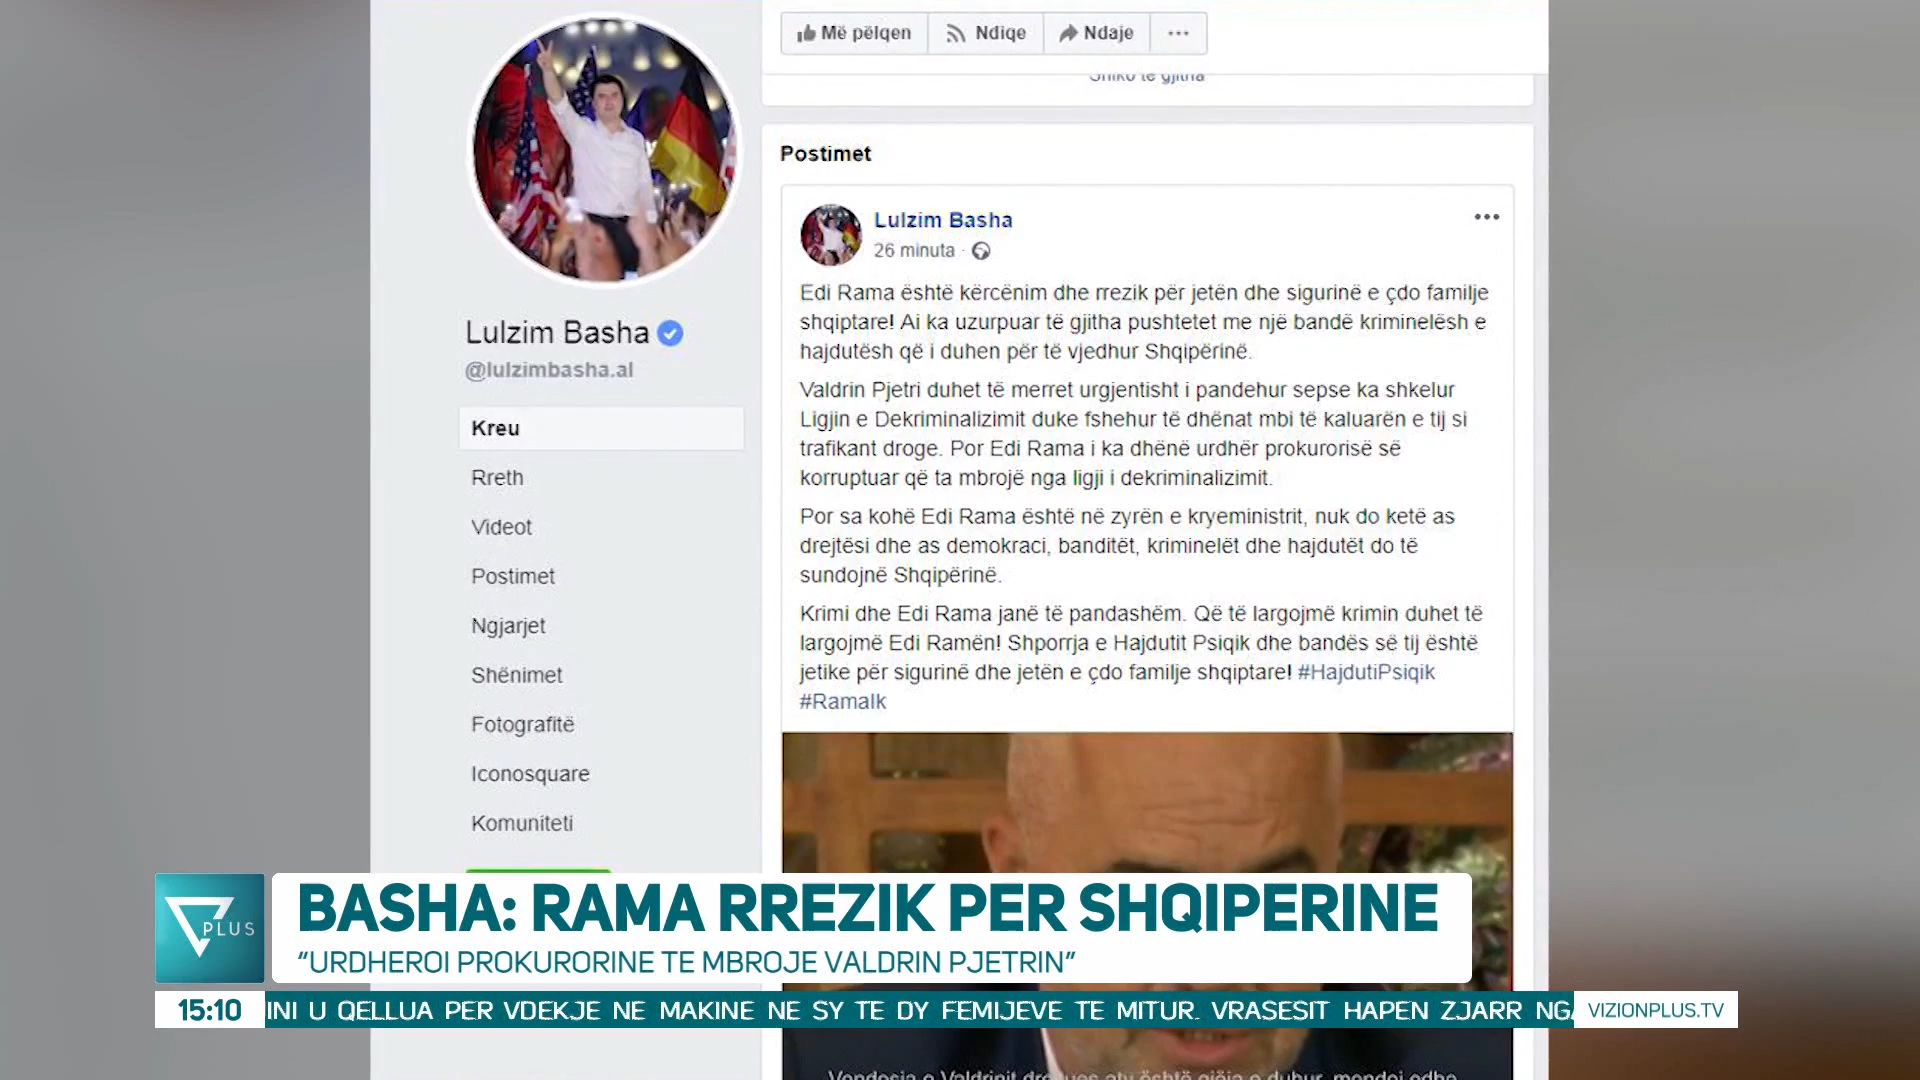 Më pëlqen
Ndiqe
Ndaje
Shiko të gjitha
Postimet
Lulzim Basha
26 minuta ·
Edi Rama është kërcënim dhe rrezik për jetën dhe sigurinë e çdo familje
shqiptare! Ai ka uzurpuar të gjitha pushtetet me një bandë kriminelësh e
hajdutësh që i duhen për të vjedhur Shqipërinë.
Valdrin Pjetri duhet të merret urgjentisht i pandehur sepse ka shkelur
Ligjin e Dekriminalizimit duke fshehur të dhënat mbi të kaluarën e tij si
trafikant droge. Por Edi Rama i ka dhënë urdhër prokurorisë së
korruptuar që ta mbrojë nga ligji i dekriminalizimit.
Por sa kohë Edi Rama është në zyrën e kryeministrit, nuk do ketë as
drejtësi dhe as demokraci, banditët, kriminelët dhe hajdutët do të
sundojnë Shqipërinë.
Krimi dhe Edi Rama janë të pandashëm. Që të largojmë krimin duhet të
largojmë Edi Ramën! Shporrja e Hajdutit Psiqik dhe bandës së tij është
jetike për sigurinë dhe jetën e çdo familje shqiptare! #HajdutiPsiqik
#RamaIk
Lulzim Basha
@lulzimbasha.al
Kreu
Rreth
Videot
Postimet
Ngjarjet
Shënimet
Fotografitë
Iconosquare
Komuniteti
PLUS
BASHA: RAMA RREZIK PER SHQIPERINE
“URDHEROI PROKURORINE TE MBROJE VALDRIN PJETRIN”
15:10
INI U QELLUA PER VDEKJE NE MAKINE NE SY TE DY FEMIJEVE TE MITUR. VRASESIT HAPEN ZJARR NGA
VIZIONPLUS.TV